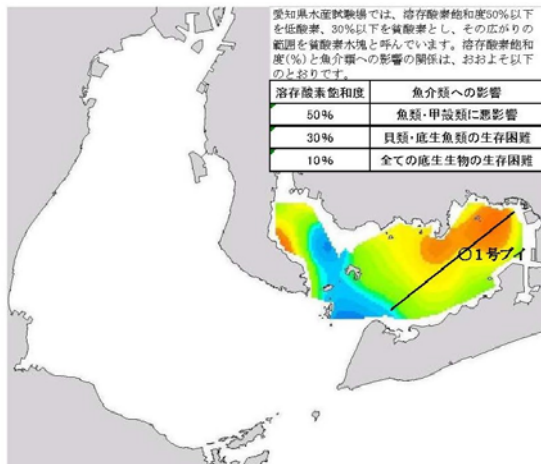 愛知県水産試験場では、溶存酸素飽和度50%以下
を低酸素、30%以下を貧酸素とし、その広がりの
範囲を貧酸素水塊と呼んでいます。溶存酸素飽和
度(%)と魚介類への影響の関係は、おおよそ以下
のとおりです。
溶存酸素飽和度 魚介類への影響
50% 魚類・甲殻類に悪影響
30% 貝類・底生魚類の生存困難
10% 全ての底生生物の生存困難
○1号ブイ